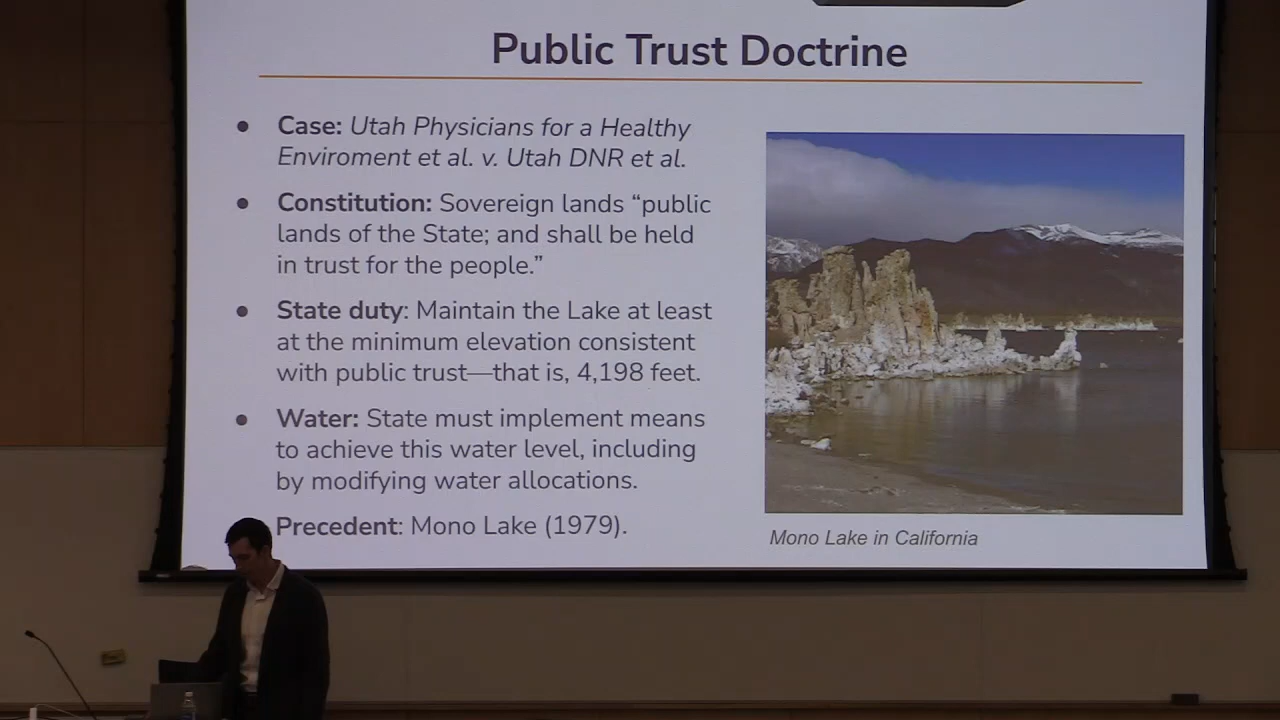 Public Trust Doctrine
● Case: Utah Physicians for a Healthy
Enviroment et al. v. Utah DNR et al.
● Constitution: Sovereign lands “public
lands of the State; and shall be held
in trust for the people.”
● State duty: Maintain the Lake at least
at the minimum elevation consistent
with public trust—that is, 4,198 feet.
● Water: State must implement means
to achieve this water level, including
by modifying water allocations.
Precedent: Mono Lake (1979).
Mono Lake in California